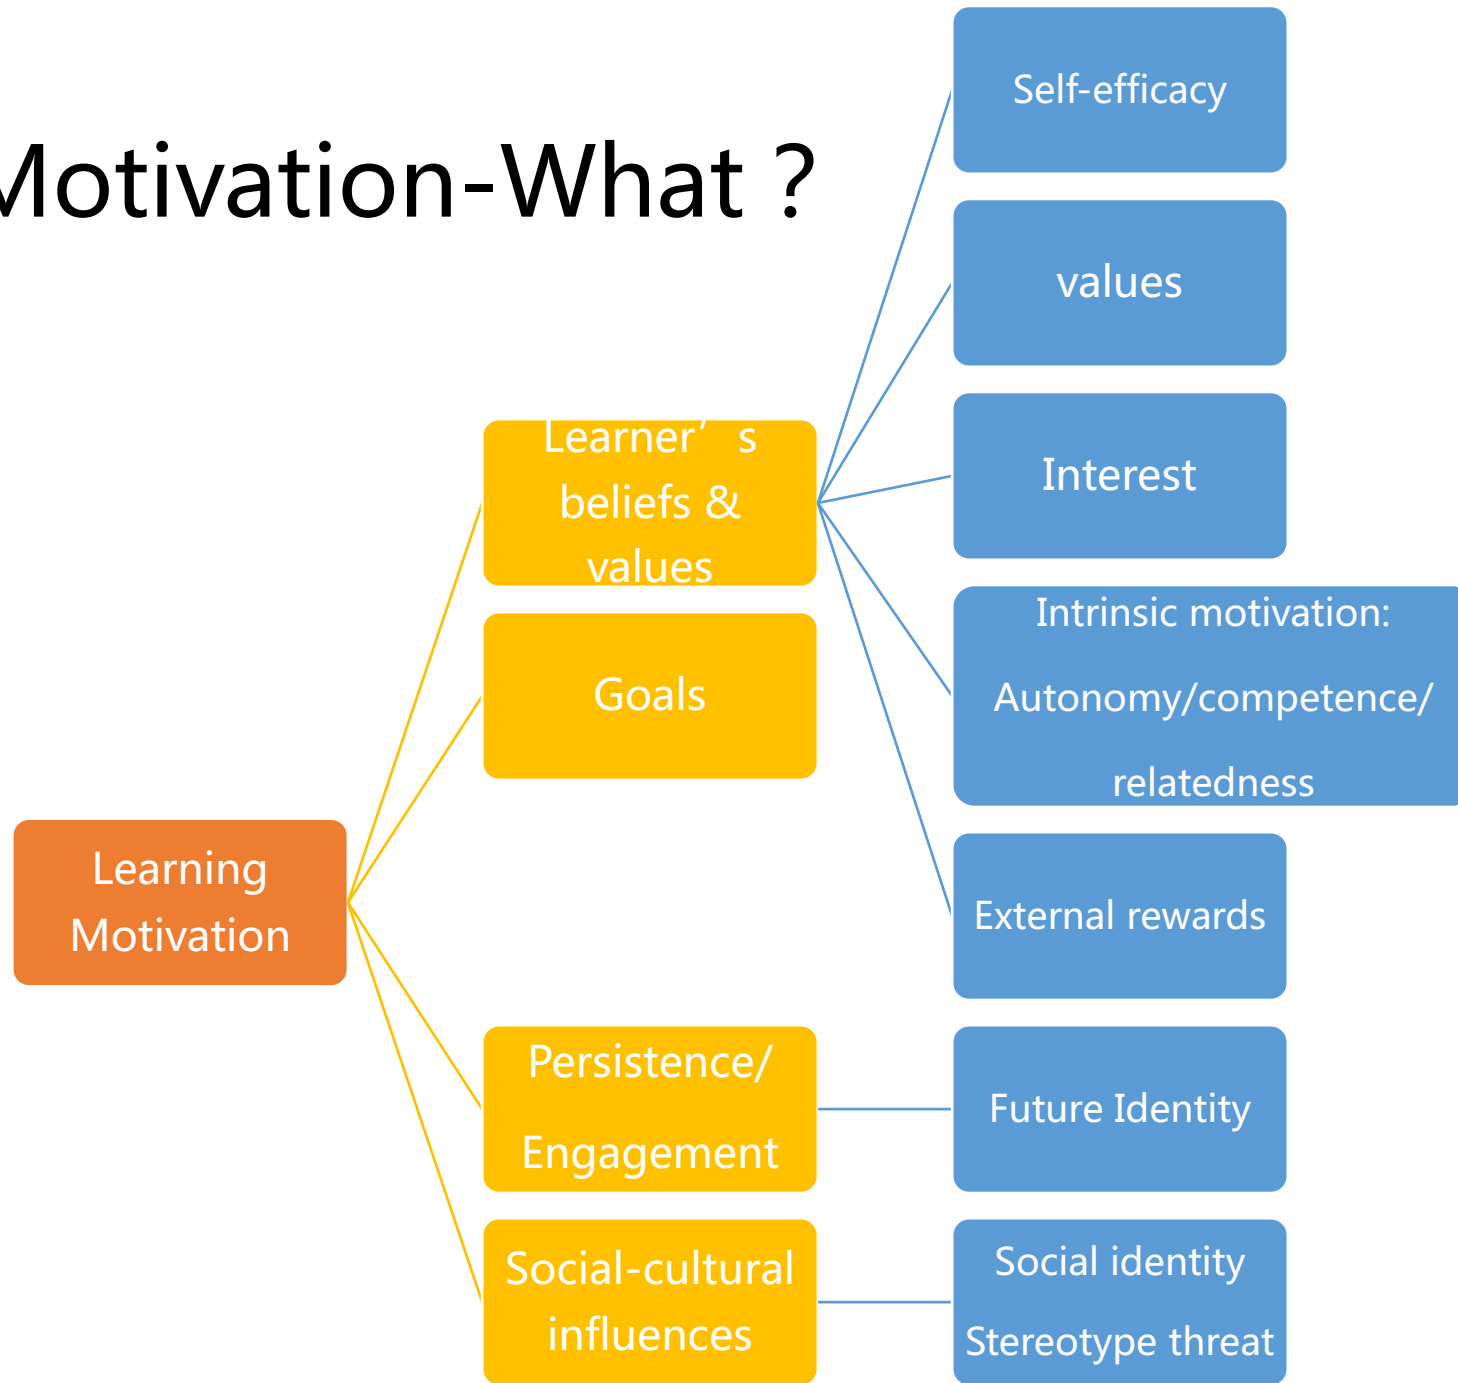 Motivation-What？
Self-efficacy
values
Interest
Intrinsic motivation:
Autonomy/competence/
relatedness
External rewards
Learner’s
beliefs &
values
Goals
Learning
Motivation
Persistence/
Engagement
Future Identity
Social-cultural
influences
Social identity
Stereotype threat